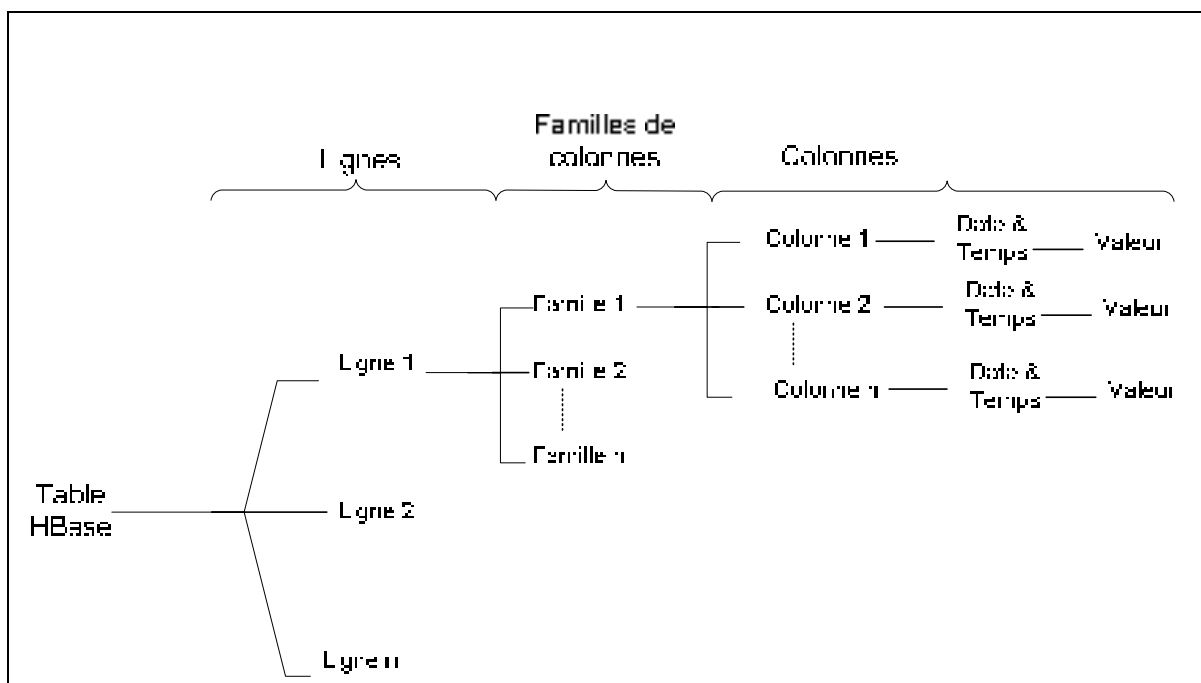 Lignes
Familles de
colonnes
Colonnes
Colonne 1
Date &
Temps
Valeur
Famille 1
Colonne 2
Date &
Temps
Valeur
Ligne 1
Famille 2
Colonne n
Date &
Temps
Valeur
Famille n
Table
HBase
Ligne 2
Ligne n